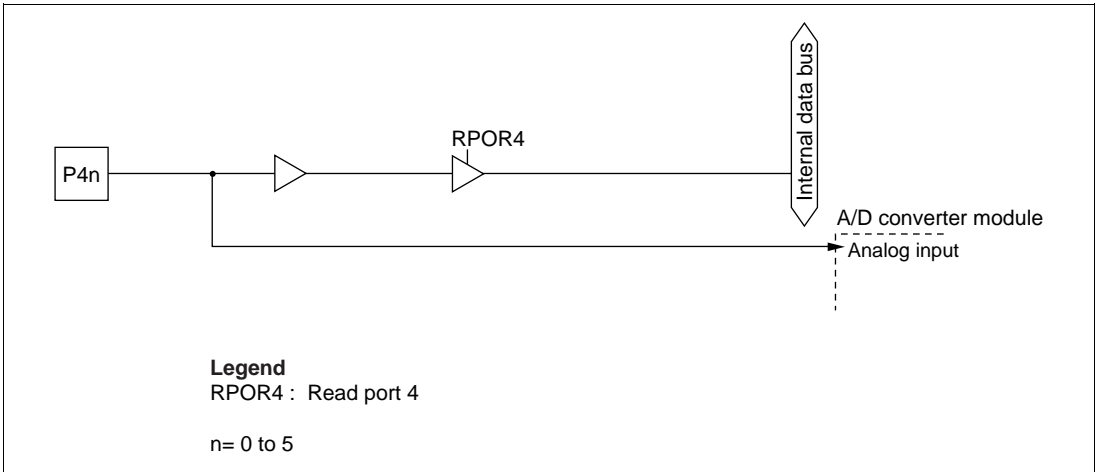 RPOR4
P4n
Internal data bus
A/D converter module
Analog input
Legend
RPOR4 : Read port 4
n= 0 to 5